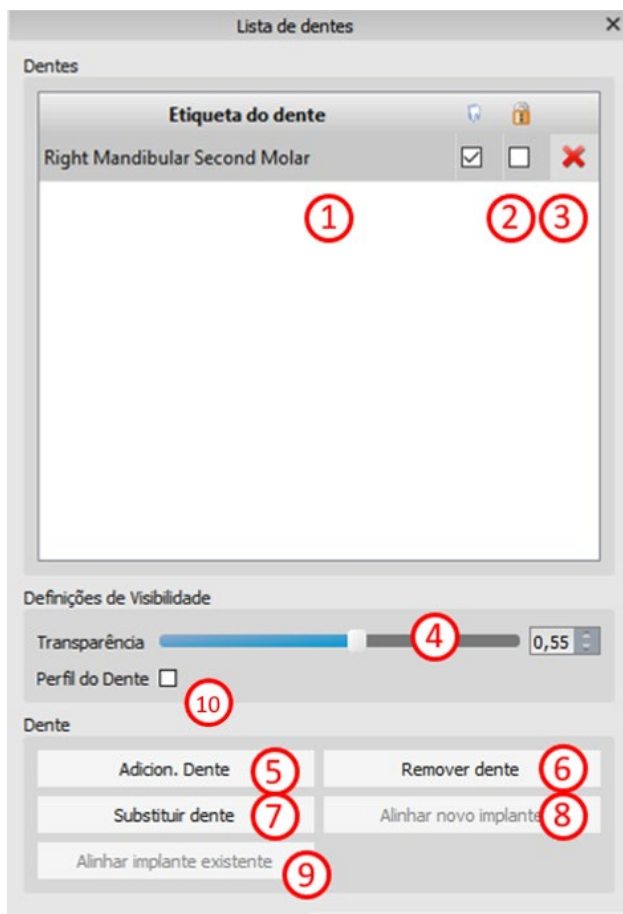 Lista de dentes
Dentes
Etiqueta do dente
Right Mandibular Second Molar
1 2 3
Definições de Visibilidade
Transparência 4 0,55
Perfil do Dente
10
Dente
Adicion. Dente 5 Remover dente 6
Substituir dente 7 Alinhar novo implante 8
Alinhar implante existente 9